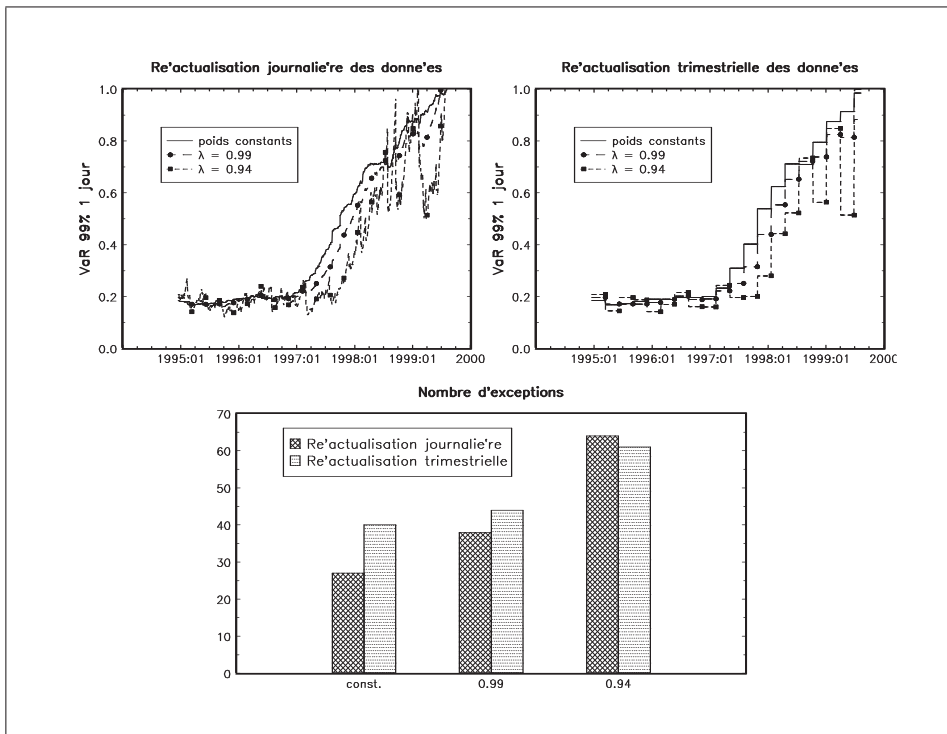 Re'actualisation journalie're des donne'es
VaR 99% 1 jour
1.0
0.8
0.6
0.4
0.2
0.0
poids constants
λ = 0.99
λ = 0.94
1995:01 1996:01 1997:01 1998:01 1999:01 2000
Re'actualisation trimestrielle des donne'es
VaR 99% 1 jour
1.0
0.8
0.6
0.4
0.2
0.0
poids constants
λ = 0.99
λ = 0.94
1995:01 1996:01 1997:01 1998:01 1999:01 2000
Nombre d'exceptions
70
60
50
40
30
20
10
0
Re'actualisation journalie're
Re'actualisation trimestrielle
const. 0.99 0.94